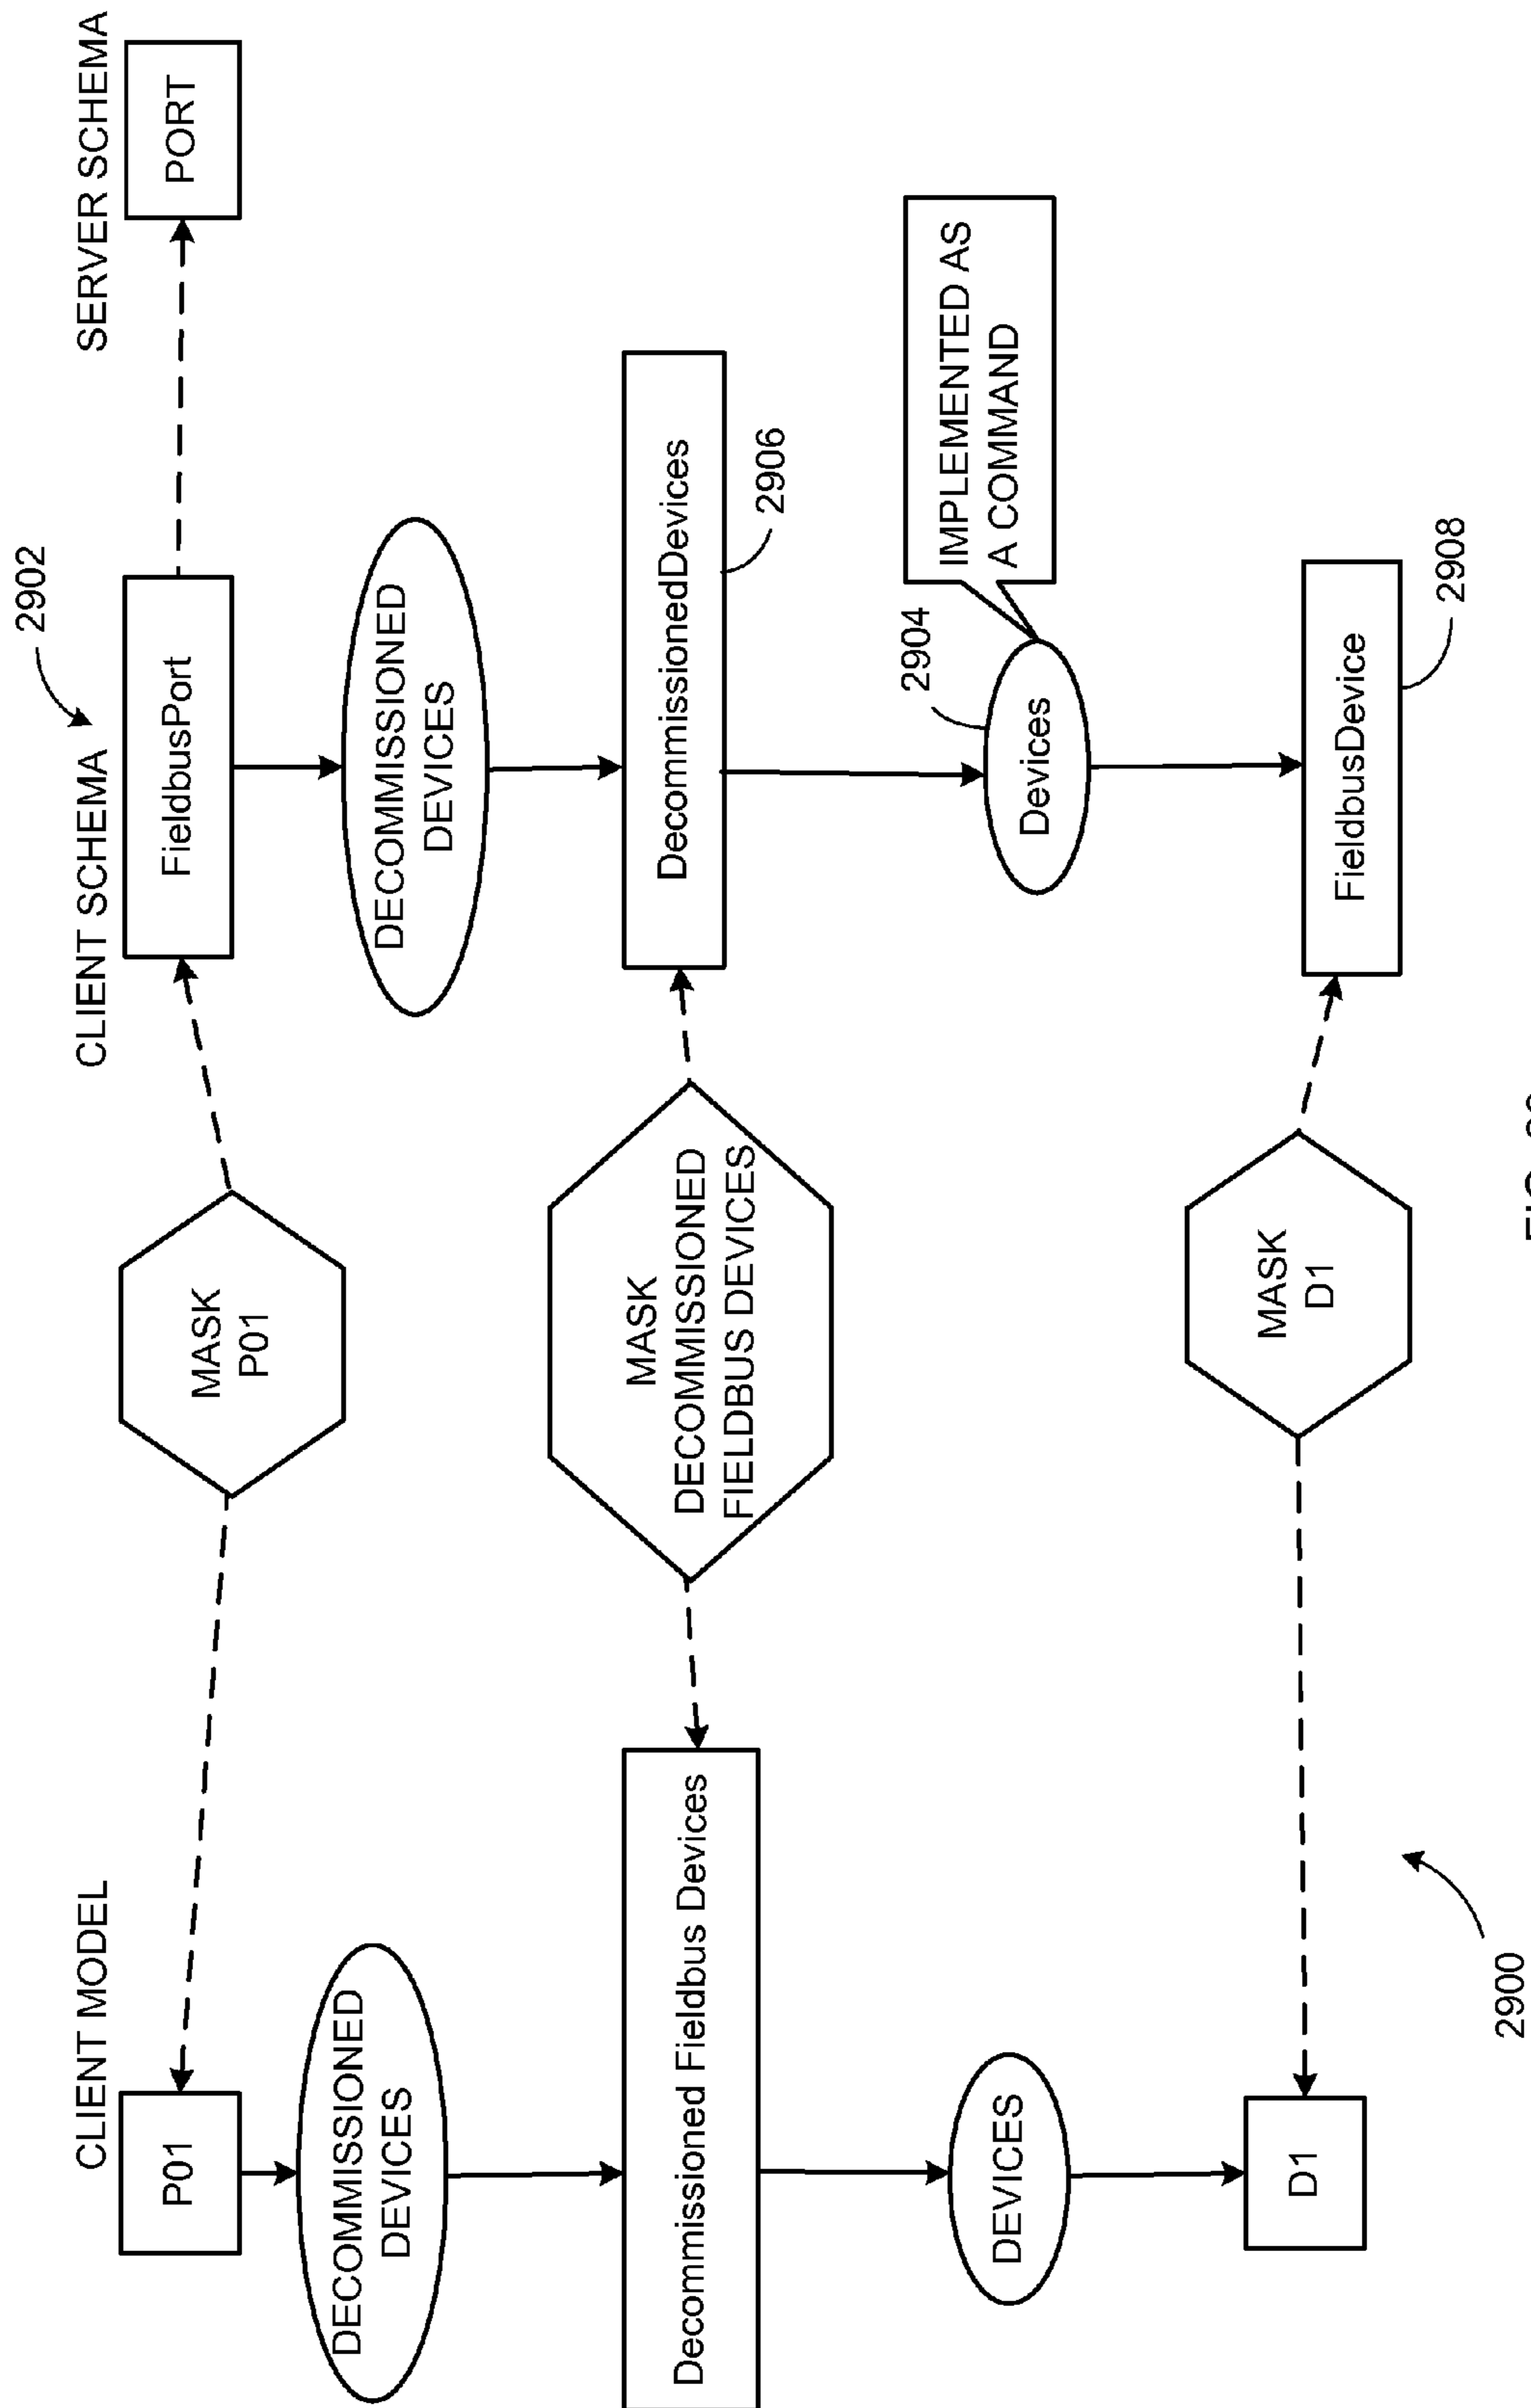 CLIENT MODEL
CLIENT SCHEMA
2902
SERVER SCHEMA
P01
MASK
P01
FieldbusPort
PORT
DECOMMISSIONED
DEVICES
DECOMMISSIONED
DEVICES
Decommissioned Fieldbus Devices
MASK
DECOMMISSIONED
FIELDBUS DEVICES
DecommissionedDevices
2906
DEVICES
Devices
2904
IMPLEMENTED AS
A COMMAND
D1
MASK
D1
FieldbusDevice
2908
2900